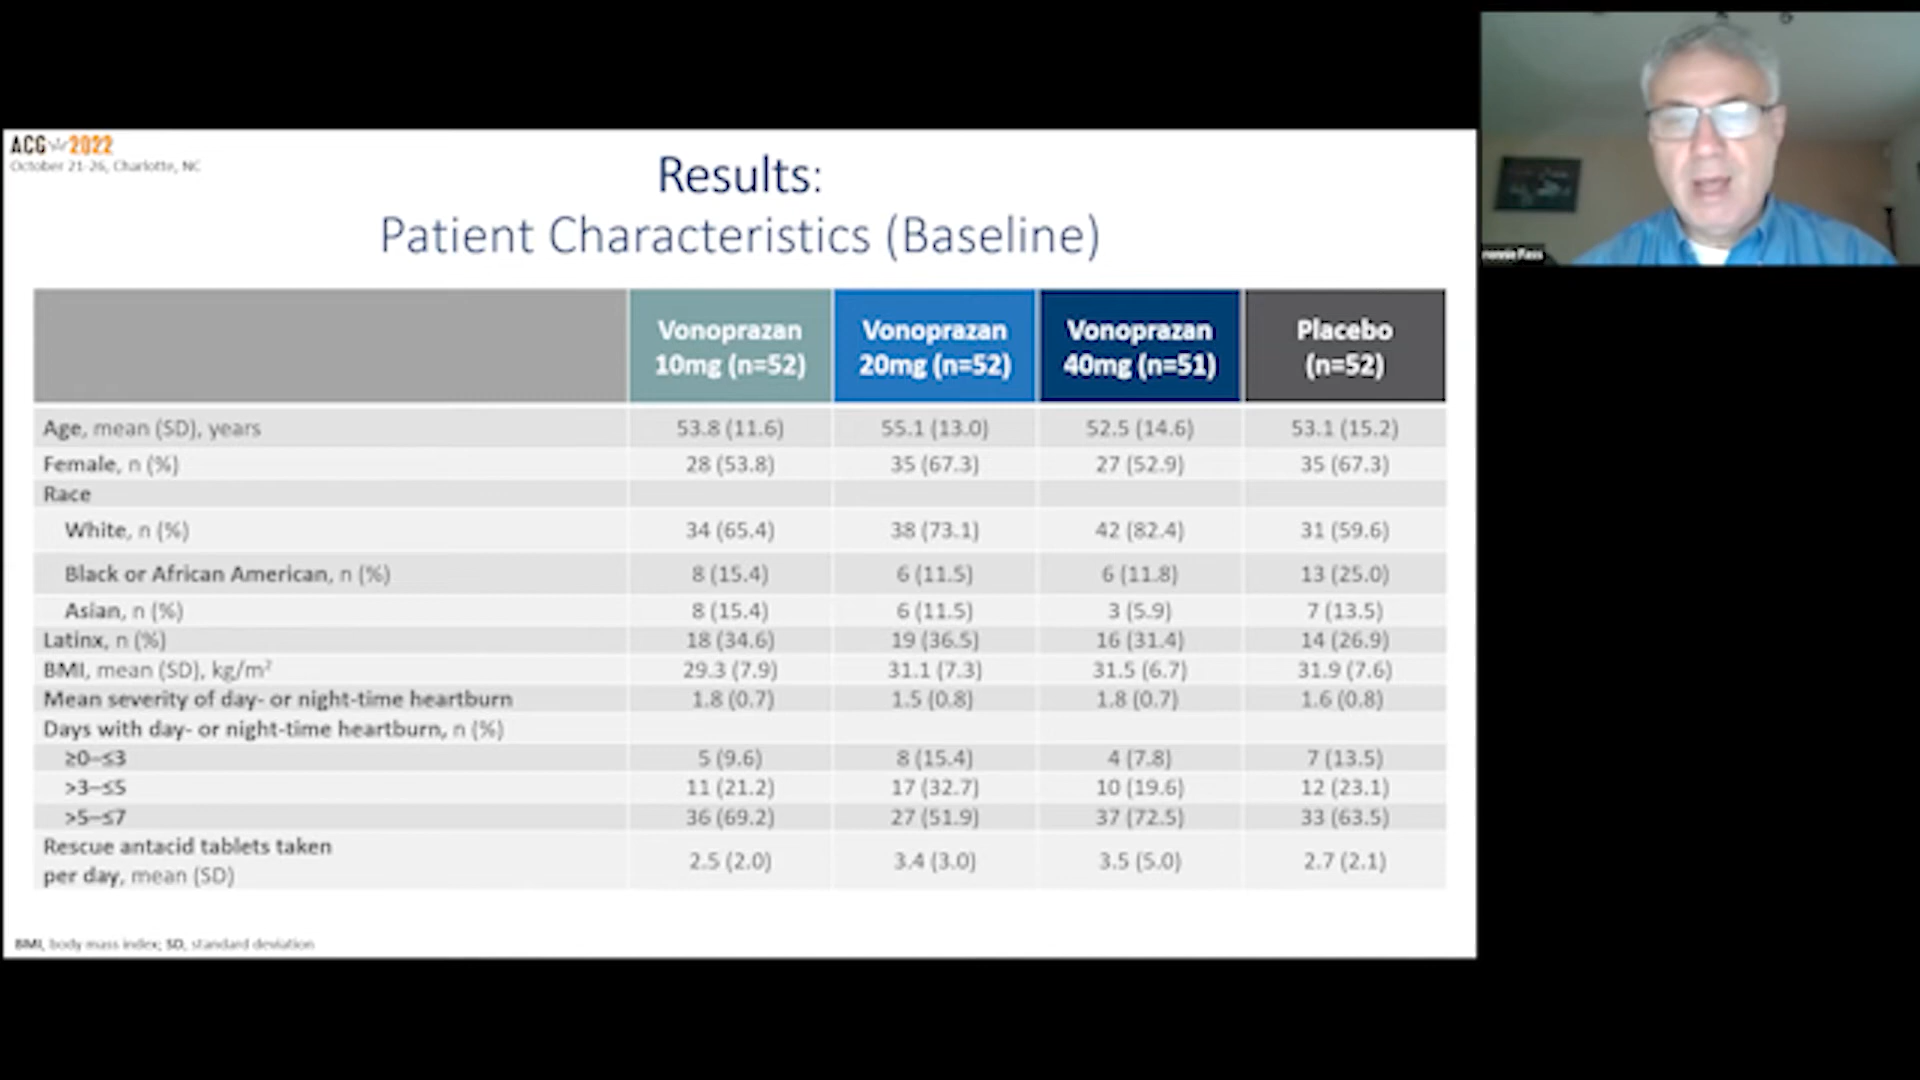 ACG 2022
October 21-26, Charlotte, NC
Results:
Patient Characteristics (Baseline)
Vonoprazan 10mg (n=52) Vonoprazan 20mg (n=52) Vonoprazan 40mg (n=51) Placebo (n=52)
Age, mean (SD), years 53.8 (11.6) 55.1 (13.0) 52.5 (14.6) 53.1 (15.2)
Female, n (%) 28 (53.8) 35 (67.3) 27 (52.9) 35 (67.3)
Race
White, n (%) 34 (65.4) 38 (73.1) 42 (82.4) 31 (59.6)
Black or African American, n (%) 8 (15.4) 6 (11.5) 6 (11.8) 13 (25.0)
Asian, n (%) 8 (15.4) 6 (11.5) 3 (5.9) 7 (13.5)
Latinx, n (%) 18 (34.6) 19 (36.5) 16 (31.4) 14 (26.9)
BMI, mean (SD), kg/m² 29.3 (7.9) 31.1 (7.3) 31.5 (6.7) 31.9 (7.6)
Mean severity of day- or night-time heartburn 1.8 (0.7) 1.5 (0.8) 1.8 (0.7) 1.6 (0.8)
Days with day- or night-time heartburn, n (%)
≥0–≤3 5 (9.6) 8 (15.4) 4 (7.8) 7 (13.5)
>3–≤5 11 (21.2) 17 (32.7) 10 (19.6) 12 (23.1)
>5–≤7 36 (69.2) 27 (51.9) 37 (72.5) 33 (63.5)
Rescue antacid tablets taken
per day, mean (SD) 2.5 (2.0) 3.4 (3.0) 3.5 (5.0) 2.7 (2.1)
BMI, body mass index; SD, standard deviation
Fass